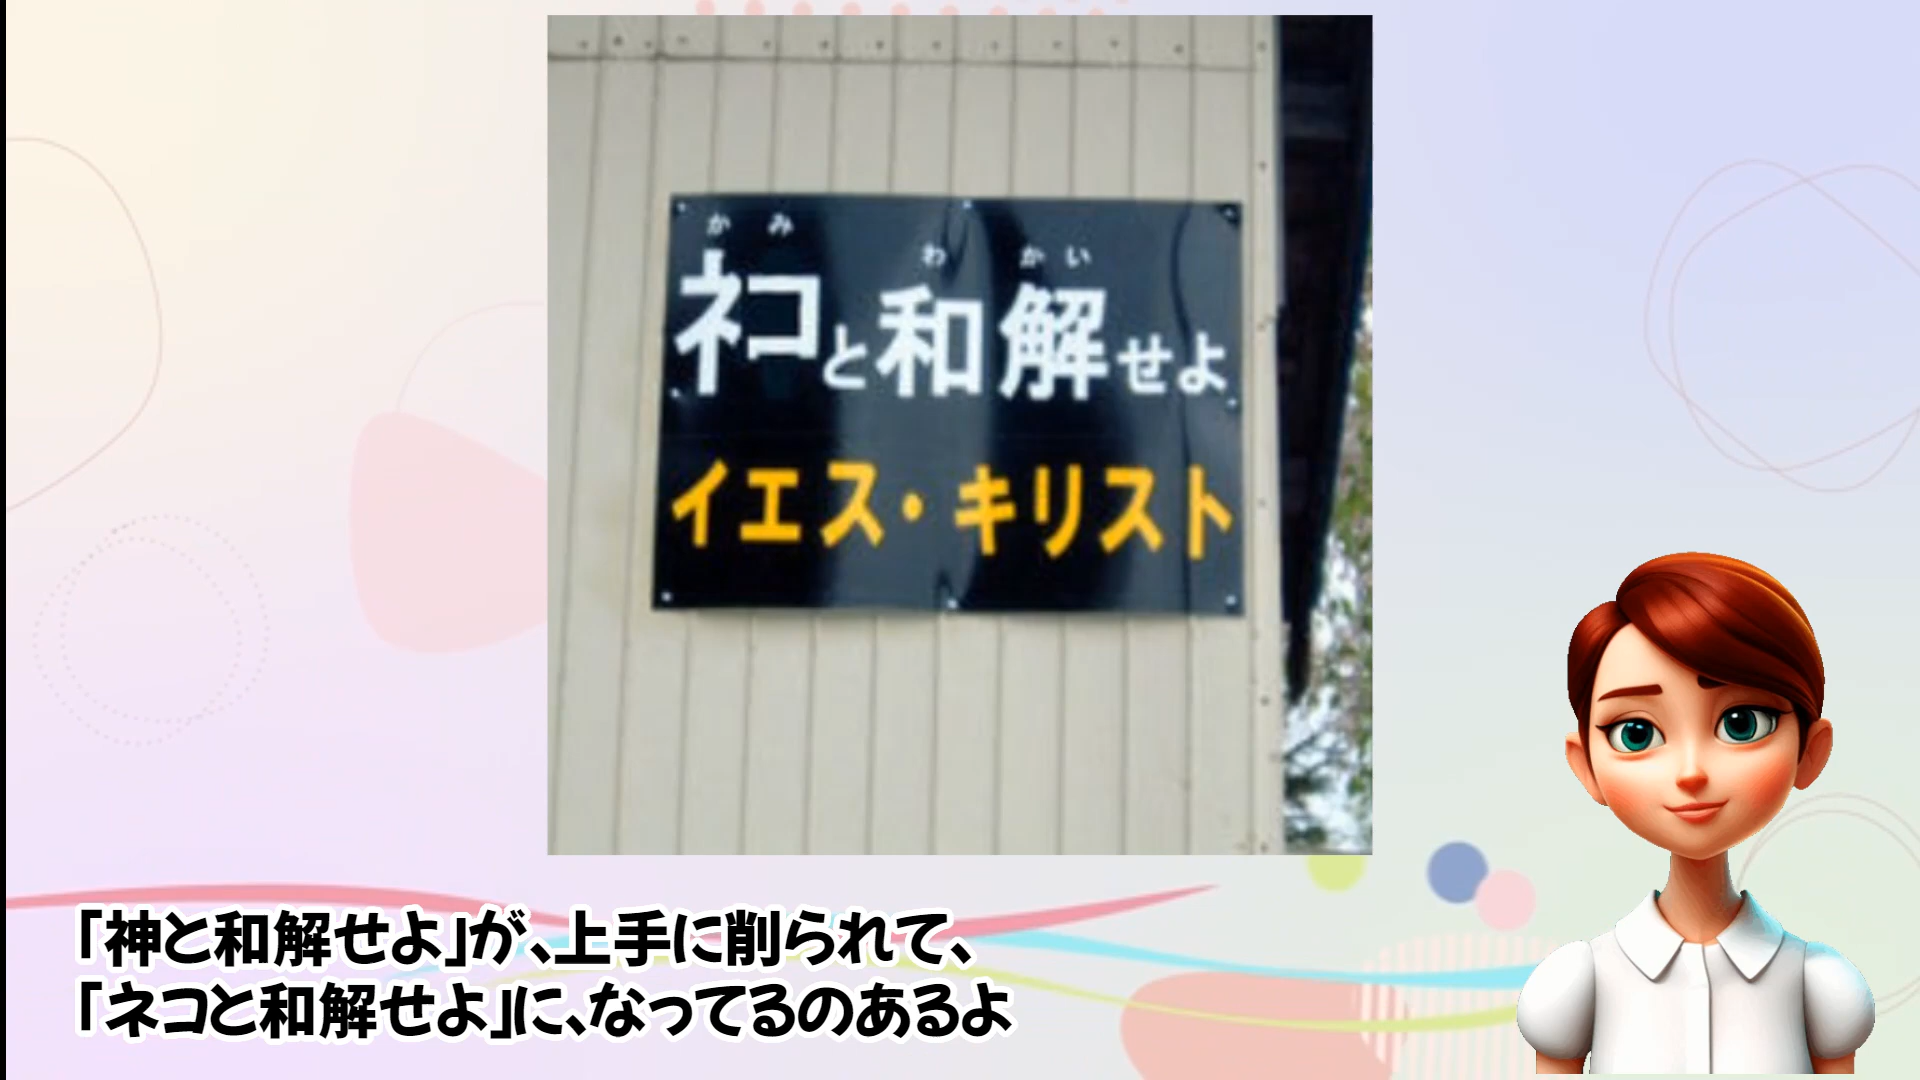 かみ
わかい
ネコと和解せよ
イエス・キリスト
「神と和解せよ」が、上手に削られて、
「ネコと和解せよ」に、なってるのあるよ